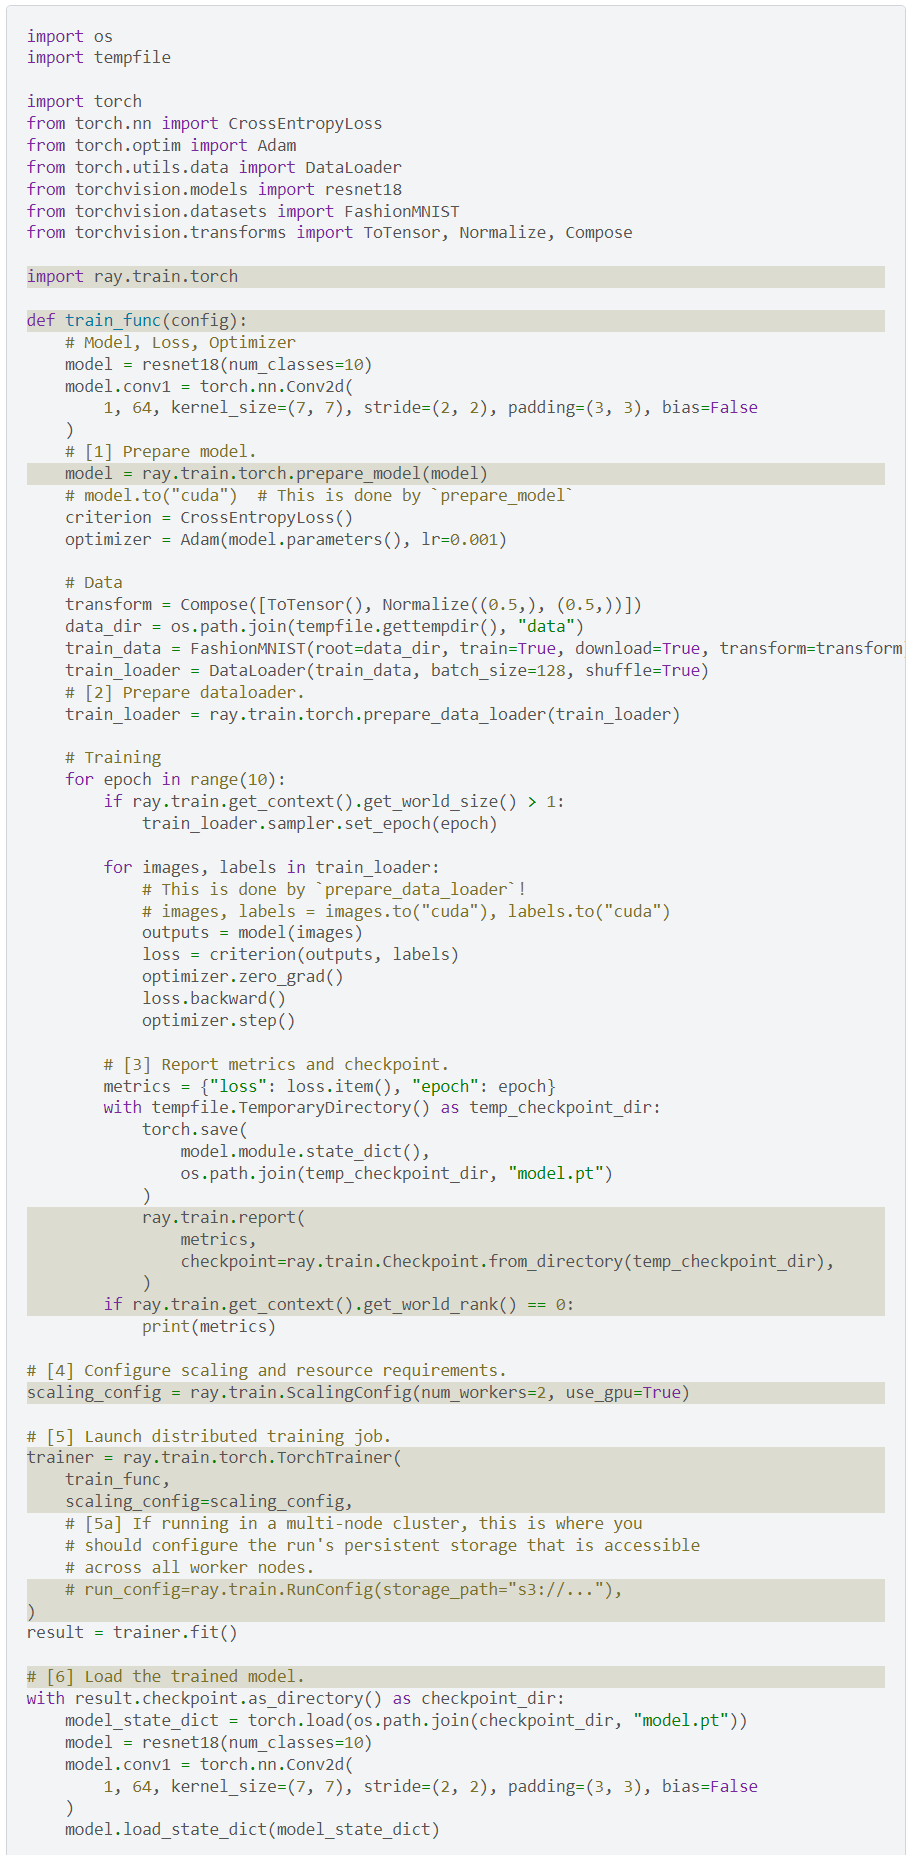 import os
import tempfile

import torch
from torch.nn import CrossEntropyLoss
from torch.optim import Adam
from torch.utils.data import DataLoader
from torchvision.models import resnet18
from torchvision.datasets import FashionMNIST
from torchvision.transforms import ToTensor, Normalize, Compose

import ray.train.torch

def train_func(config):
    # Model, Loss, Optimizer
    model = resnet18(num_classes=10)
    model.conv1 = torch.nn.Conv2d(
        1, 64, kernel_size=(7, 7), stride=(2, 2), padding=(3, 3), bias=False
    )
    # [1] Prepare model.
    model = ray.train.torch.prepare_model(model)
    # model.to("cuda")  # This is done by `prepare_model`
    criterion = CrossEntropyLoss()
    optimizer = Adam(model.parameters(), lr=0.001)

    # Data
    transform = Compose([ToTensor(), Normalize((0.5,), (0.5,))])
    data_dir = os.path.join(tempfile.gettempdir(), "data")
    train_data = FashionMNIST(root=data_dir, train=True, download=True, transform=transform
    train_loader = DataLoader(train_data, batch_size=128, shuffle=True)
    # [2] Prepare dataloader.
    train_loader = ray.train.torch.prepare_data_loader(train_loader)

    # Training
    for epoch in range(10):
        if ray.train.get_context().get_world_size() > 1:
            train_loader.sampler.set_epoch(epoch)

        for images, labels in train_loader:
            # This is done by `prepare_data_loader`!
            # images, labels = images.to("cuda"), labels.to("cuda")
            outputs = model(images)
            loss = criterion(outputs, labels)
            optimizer.zero_grad()
            loss.backward()
            optimizer.step()

        # [3] Report metrics and checkpoint.
        metrics = {"loss": loss.item(), "epoch": epoch}
        with tempfile.TemporaryDirectory() as temp_checkpoint_dir:
            torch.save(
                model.module.state_dict(),
                os.path.join(temp_checkpoint_dir, "model.pt")
            )
            ray.train.report(
                metrics,
                checkpoint=ray.train.Checkpoint.from_directory(temp_checkpoint_dir),
            )
        if ray.train.get_context().get_world_rank() == 0:
            print(metrics)

# [4] Configure scaling and resource requirements.
scaling_config = ray.train.ScalingConfig(num_workers=2, use_gpu=True)

# [5] Launch distributed training job.
trainer = ray.train.torch.TorchTrainer(
    train_func,
    scaling_config=scaling_config,
    # [5a] If running in a multi-node cluster, this is where you
    # should configure the run's persistent storage that is accessible
    # across all worker nodes.
    # run_config=ray.train.RunConfig(storage_path="s3://..."),
)
result = trainer.fit()

# [6] Load the trained model.
with result.checkpoint.as_directory() as checkpoint_dir:
    model_state_dict = torch.load(os.path.join(checkpoint_dir, "model.pt"))
    model = resnet18(num_classes=10)
    model.conv1 = torch.nn.Conv2d(
        1, 64, kernel_size=(7, 7), stride=(2, 2), padding=(3, 3), bias=False
    )
    model.load_state_dict(model_state_dict)